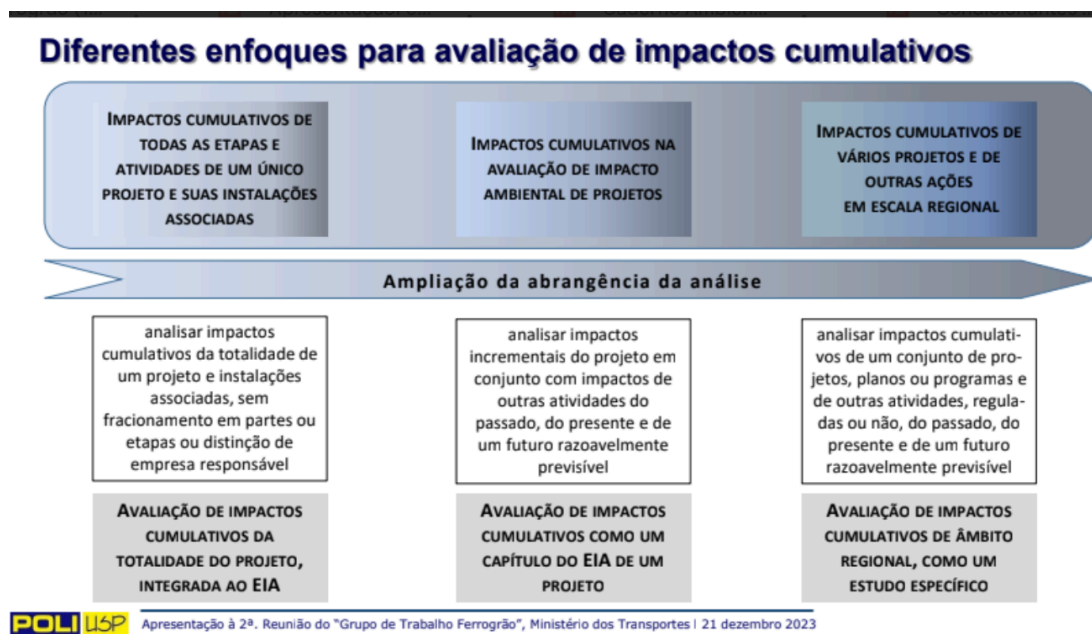 Diferentes enfoques para avaliação de impactos cumulativos
IMPACTOS CUMULATIVOS DE
TODAS AS ETAPAS E
ATIVIDADES DE UM ÚNICO
PROJETO E SUAS INSTALAÇÕES
ASSOCIADAS
IMPACTOS CUMULATIVOS NA
AVALIAÇÃO DE IMPACTO
AMBIENTAL DE PROJETOS
IMPACTOS CUMULATIVOS DE
VÁRIOS PROJETOS E DE
OUTRAS AÇÕES
EM ESCALA REGIONAL
Ampliação da abrangência da análise
analisar impactos
cumulativos da totalidade de
um projeto e instalações
associadas, sem
fracionamento em partes ou
etapas ou distinção de
empresa responsável
analisar impactos
incrementais do projeto em
conjunto com impactos de
outras atividades do
passado, do presente e de
um futuro razoavelmente
previsível
analisar impactos cumulati-
vos de um conjunto de pro-
jetos, planos ou programas e
de outras atividades, regula-
das ou não, do passado, do
presente e de um futuro
razoavelmente previsível
AVALIAÇÃO DE IMPACTOS
CUMULATIVOS DA
TOTALIDADE DO PROJETO,
INTEGRADA AO EIA
AVALIAÇÃO DE IMPACTOS
CUMULATIVOS COMO UM
CAPÍTULO DO EIA DE UM
PROJETO
AVALIAÇÃO DE IMPACTOS
CUMULATIVOS DE ÂMBITO
REGIONAL, COMO UM
ESTUDO ESPECÍFICO
POLI USP Apresentação à 2ª. Reunião do "Grupo de Trabalho Ferrogrão", Ministério dos Transportes | 21 dezembro 2023